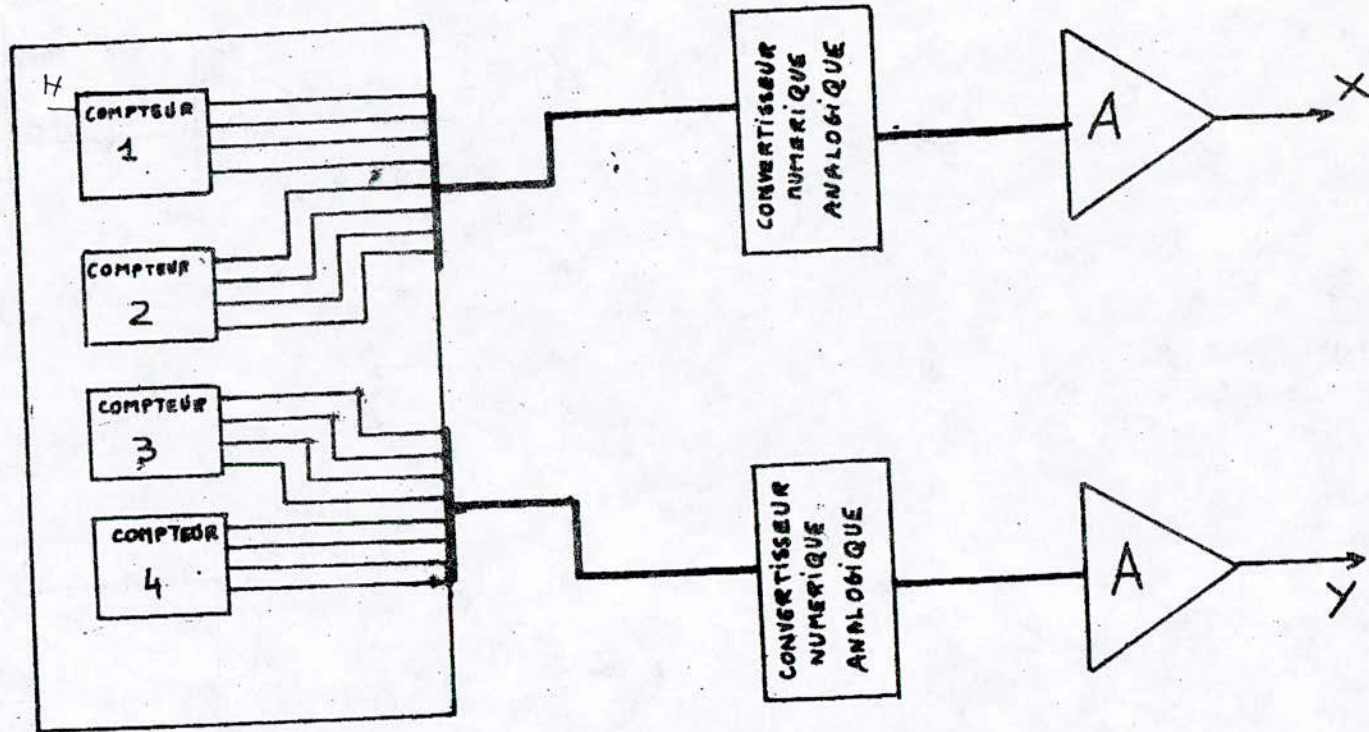 H
COMPTEUR
1
COMPTEUR
2
COMPTEUR
3
COMPTEUR
4
CONVERTISSEUR
NUMERIQUE
ANALOGIQUE
A
X
CONVERTISSEUR
NUMERIQUE
ANALOGIQUE
A
Y